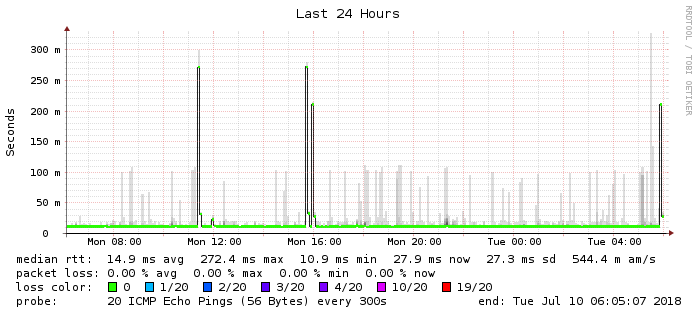 Last 24 Hours
RRDTOOL / TOBI OETIKER
Seconds
300 m
250 m
200 m
150 m
100 m
50 m
0
Mon 08:00 Mon 12:00 Mon 16:00 Mon 20:00 Tue 00:00 Tue 04:00
median rtt: 14.9 ms avg 272.4 ms max 10.9 ms min 27.9 ms now 27.3 ms sd 544.4 m am/s
packet loss: 0.00 % avg 0.00 % max 0.00 % min 0.00 % now
loss color: 0 1/20 2/20 3/20 4/20 10/20 19/20
probe: 20 ICMP Echo Pings (56 Bytes) every 300s end: Tue Jul 10 06:05:07 2018